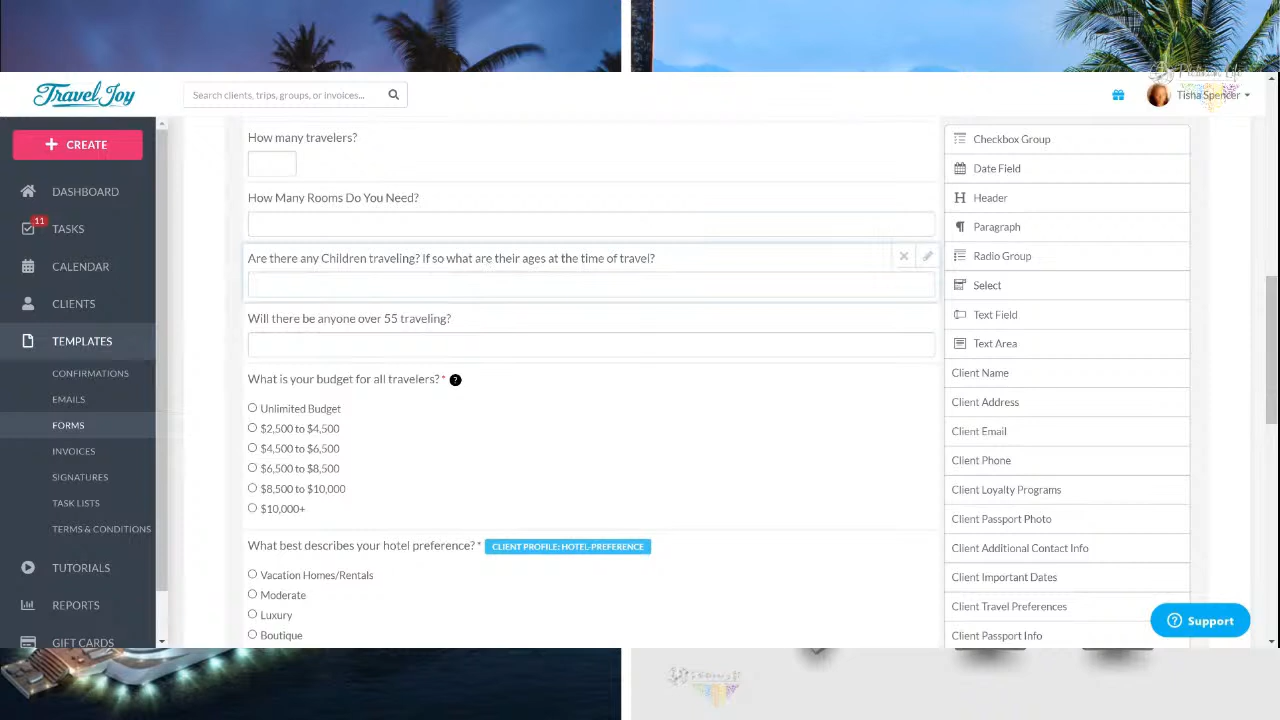 Travel Joy
Search clients, trips, groups, or invoices...
Tisha Spencer
CREATE
DASHBOARD
11
TASKS
CALENDAR
CLIENTS
TEMPLATES
CONFIRMATIONS
EMAILS
FORMS
INVOICES
SIGNATURES
TASK LISTS
TERMS & CONDITIONS
TUTORIALS
REPORTS
GIFT CARDS
How many travelers?
How Many Rooms Do You Need?
Are there any Children traveling? If so what are their ages at the time of travel?
Will there be anyone over 55 traveling?
What is your budget for all travelers? * ?
Unlimited Budget
$2,500 to $4,500
$4,500 to $6,500
$6,500 to $8,500
$8,500 to $10,000
$10,000+
What best describes your hotel preference? * CLIENT PROFILE: HOTEL-PREFERENCE
Vacation Homes/Rentals
Moderate
Luxury
Boutique
Checkbox Group
Date Field
Header
Paragraph
Radio Group
Select
Text Field
Text Area
Client Name
Client Address
Client Email
Client Phone
Client Loyalty Programs
Client Passport Photo
Client Additional Contact Info
Client Important Dates
Client Travel Preferences
Client Passport Info
Support